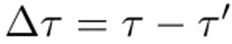 Δτ = τ − τ′